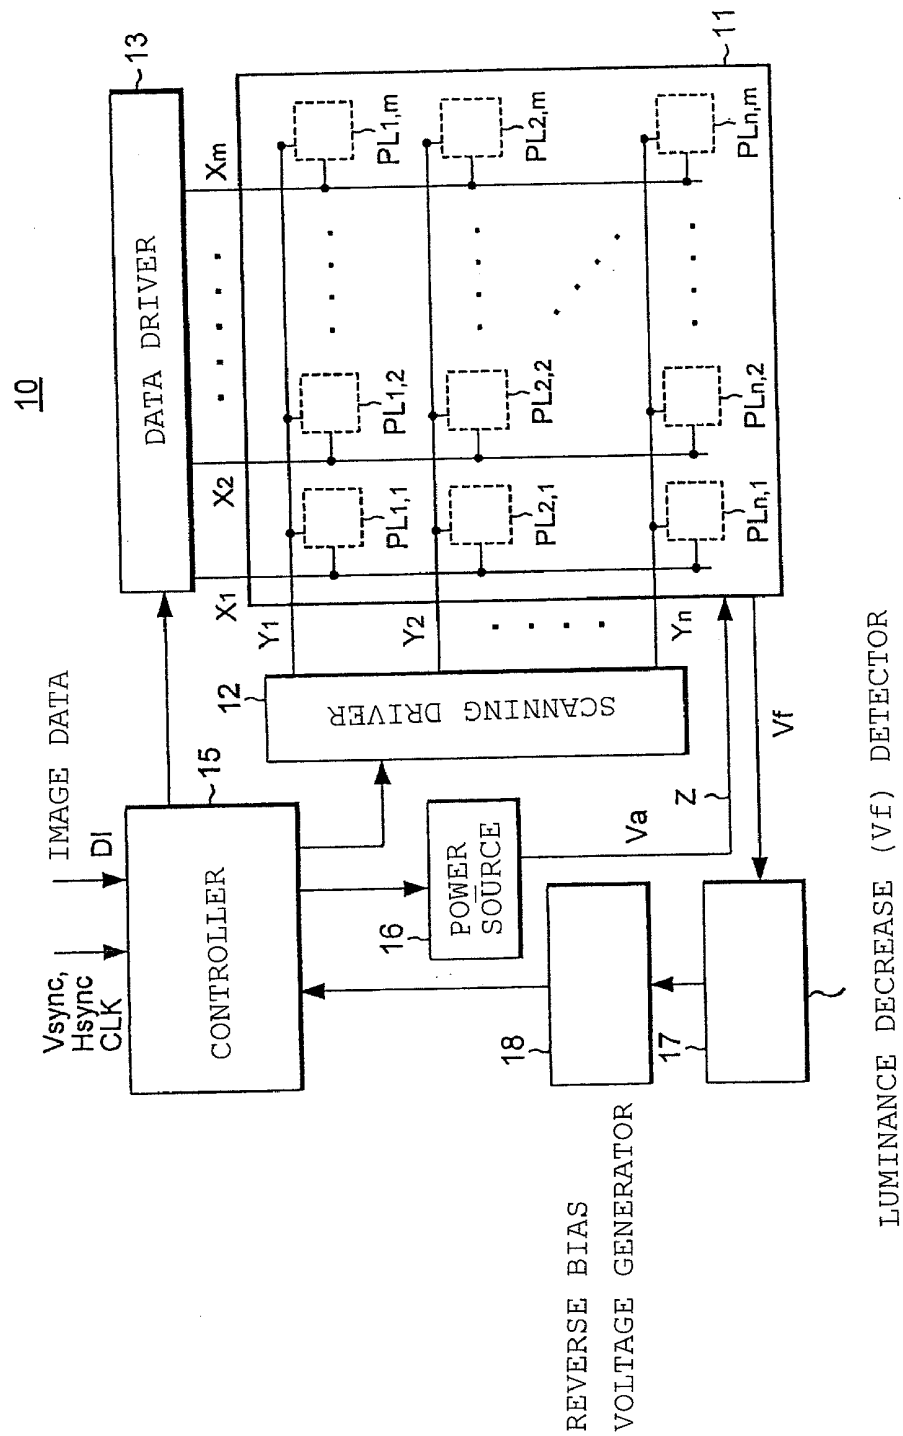 10
13
DATA DRIVER
IMAGE DATA
DI
Vsync,
Hsync
CLK
15
CONTROLLER
X1
X2
Xm
11
12
SCANNING DRIVER
Y1
Y2
Yn
PL1,1
PL1,2
PL1,m
PL2,1
PL2,2
PL2,m
PLn,1
PLn,2
PLn,m
16
POWER
SOURCE
Va
Z
Vf
18
17
REVERSE BIAS
VOLTAGE GENERATOR
LUMINANCE DECREASE (Vf) DETECTOR